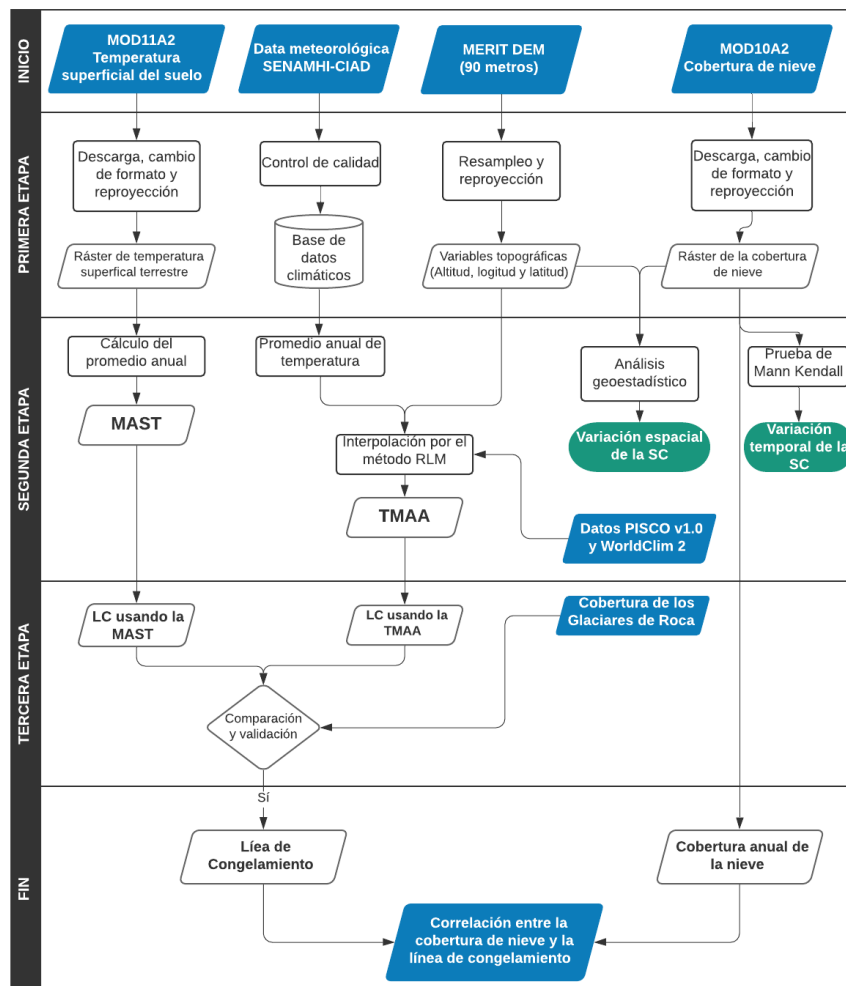 INICIO
MOD11A2
Temperatura
superficial del suelo
Data meteorológica
SENAMHI-CIAD
MERIT DEM
(90 metros)
MOD10A2
Cobertura de nieve
PRIMERA ETAPA
Descarga, cambio
de formato y
reproyección
Control de calidad
Resampleo y
reproyección
Descarga, cambio
de formato y
reproyección
Ráster de temperatura
superfical terrestre
Base de
datos
climáticos
Variables topográficas
(Altitud, logitud y latitud)
Ráster de la cobertura
de nieve
SEGUNDA ETAPA
Cálculo del
promedio anual
Promedio anual de
temperatura
Análisis
geoestadístico
Prueba de
Mann Kendall
MAST
Interpolación por el
método RLM
Variación espacial
de la SC
Variación
temporal de la
SC
TMAA
Datos PISCO v1.0
y WorldClim 2
TERCERA ETAPA
LC usando la
MAST
LC usando la
TMAA
Cobertura de los
Glaciares de Roca
Comparación
y validación
Sí
FIN
Líea de
Congelamiento
Cobertura anual de
la nieve
Correlación entre la
cobertura de nieve y la
línea de congelamiento